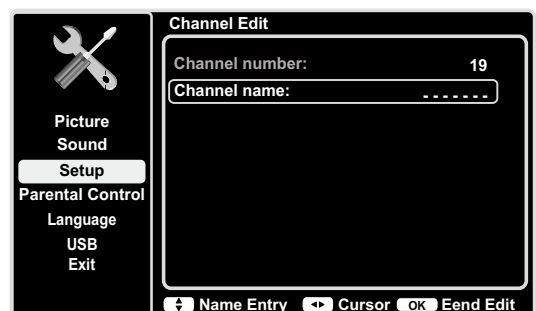 Channel Edit
Channel number: 19
Channel name: _ _ _ _ _ _ _
Picture
Sound
Setup
Parental Control
Language
USB
Exit
Name Entry Cursor OK Eend Edit